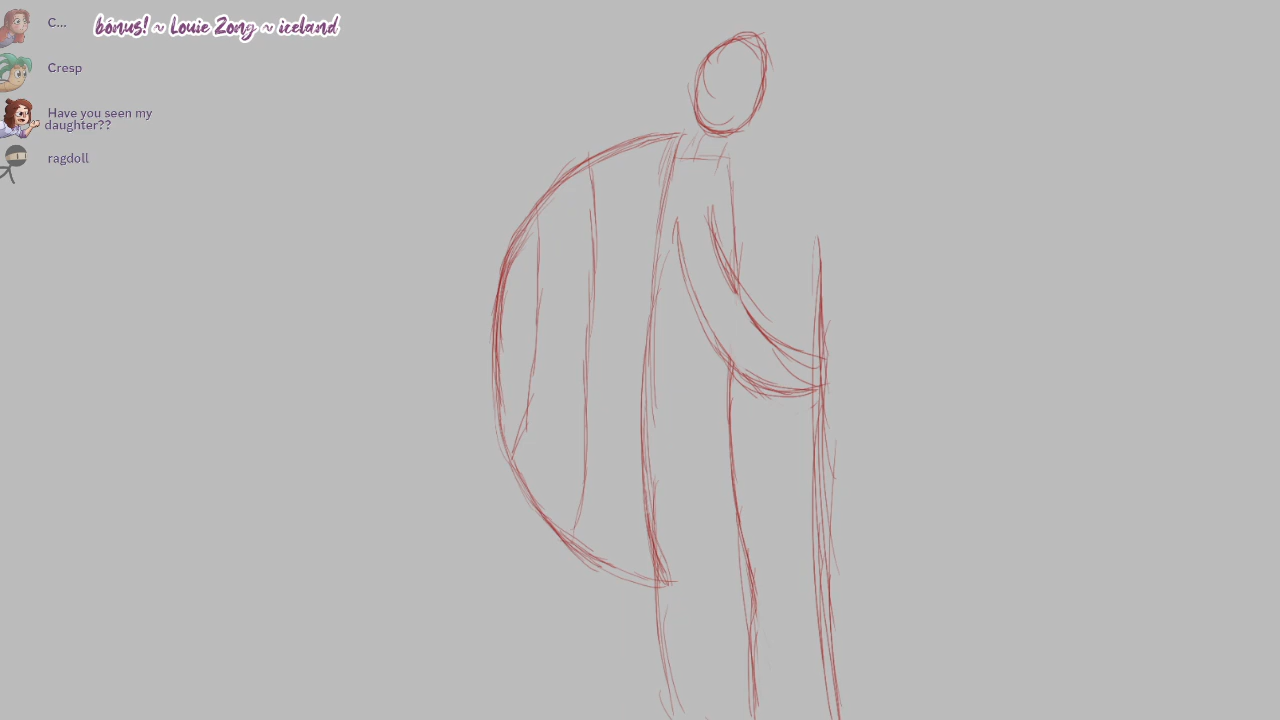 bónus! ~ Louie Zong ~ iceland
C...
Cresp
Have you seen my
daughter??
ragdoll